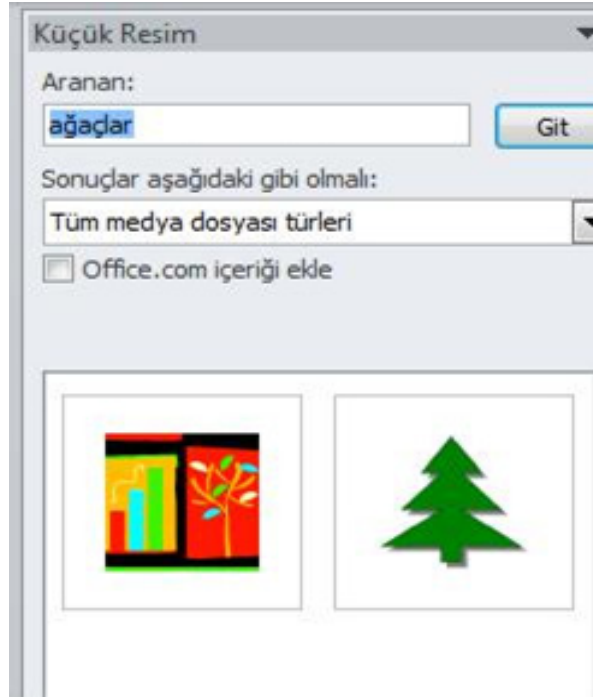 Küçük Resim
Aranan:
ağaçlar
Git
Sonuçlar aşağıdaki gibi olmalı:
Tüm medya dosyası türleri
Office.com içeriği ekle